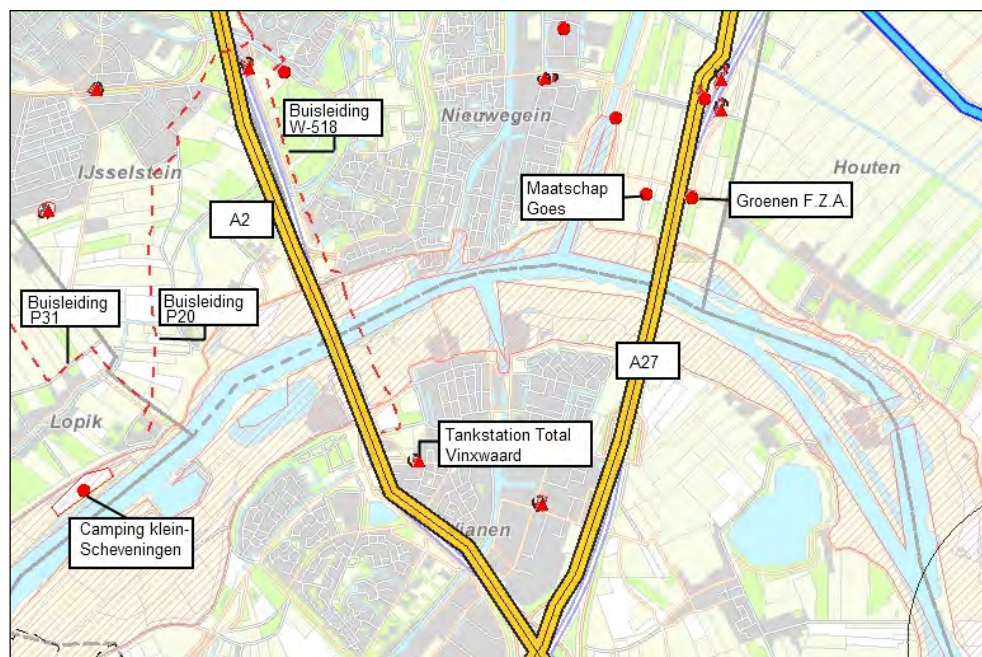 Buisleiding
W-518
Nieuwegein
IJsselstein
Maatschap
Goes
Houten
Groenen F.Z.A.
A2
Buisleiding
P31
Buisleiding
P20
A27
Lopik
Tankstation Total
Vinxwaard
Vianen
Camping klein-
Scheveningen